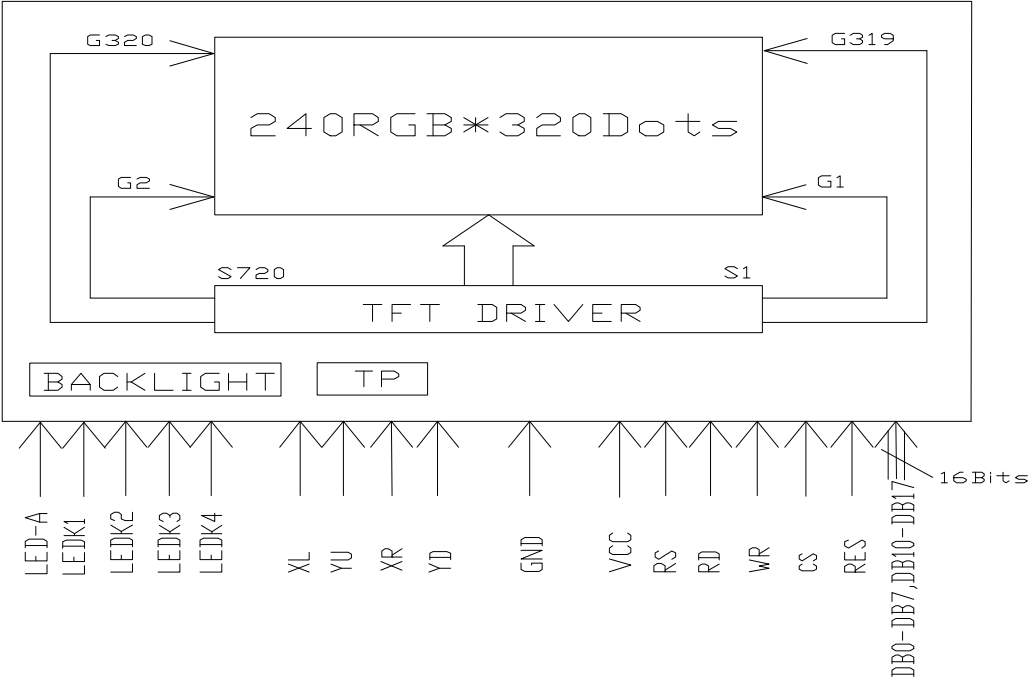 G320
G319
240RGB*320Dots
G2
G1
S720
S1
TFT DRIVER
BACKLIGHT
TP
16Bits
LED-A
LEDK1
LEDK2
LEDK3
LEDK4
XL
YU
XR
YD
GND
VCC
RS
RD
WR
CS
RES
DB0-DB7,DB10-DB17